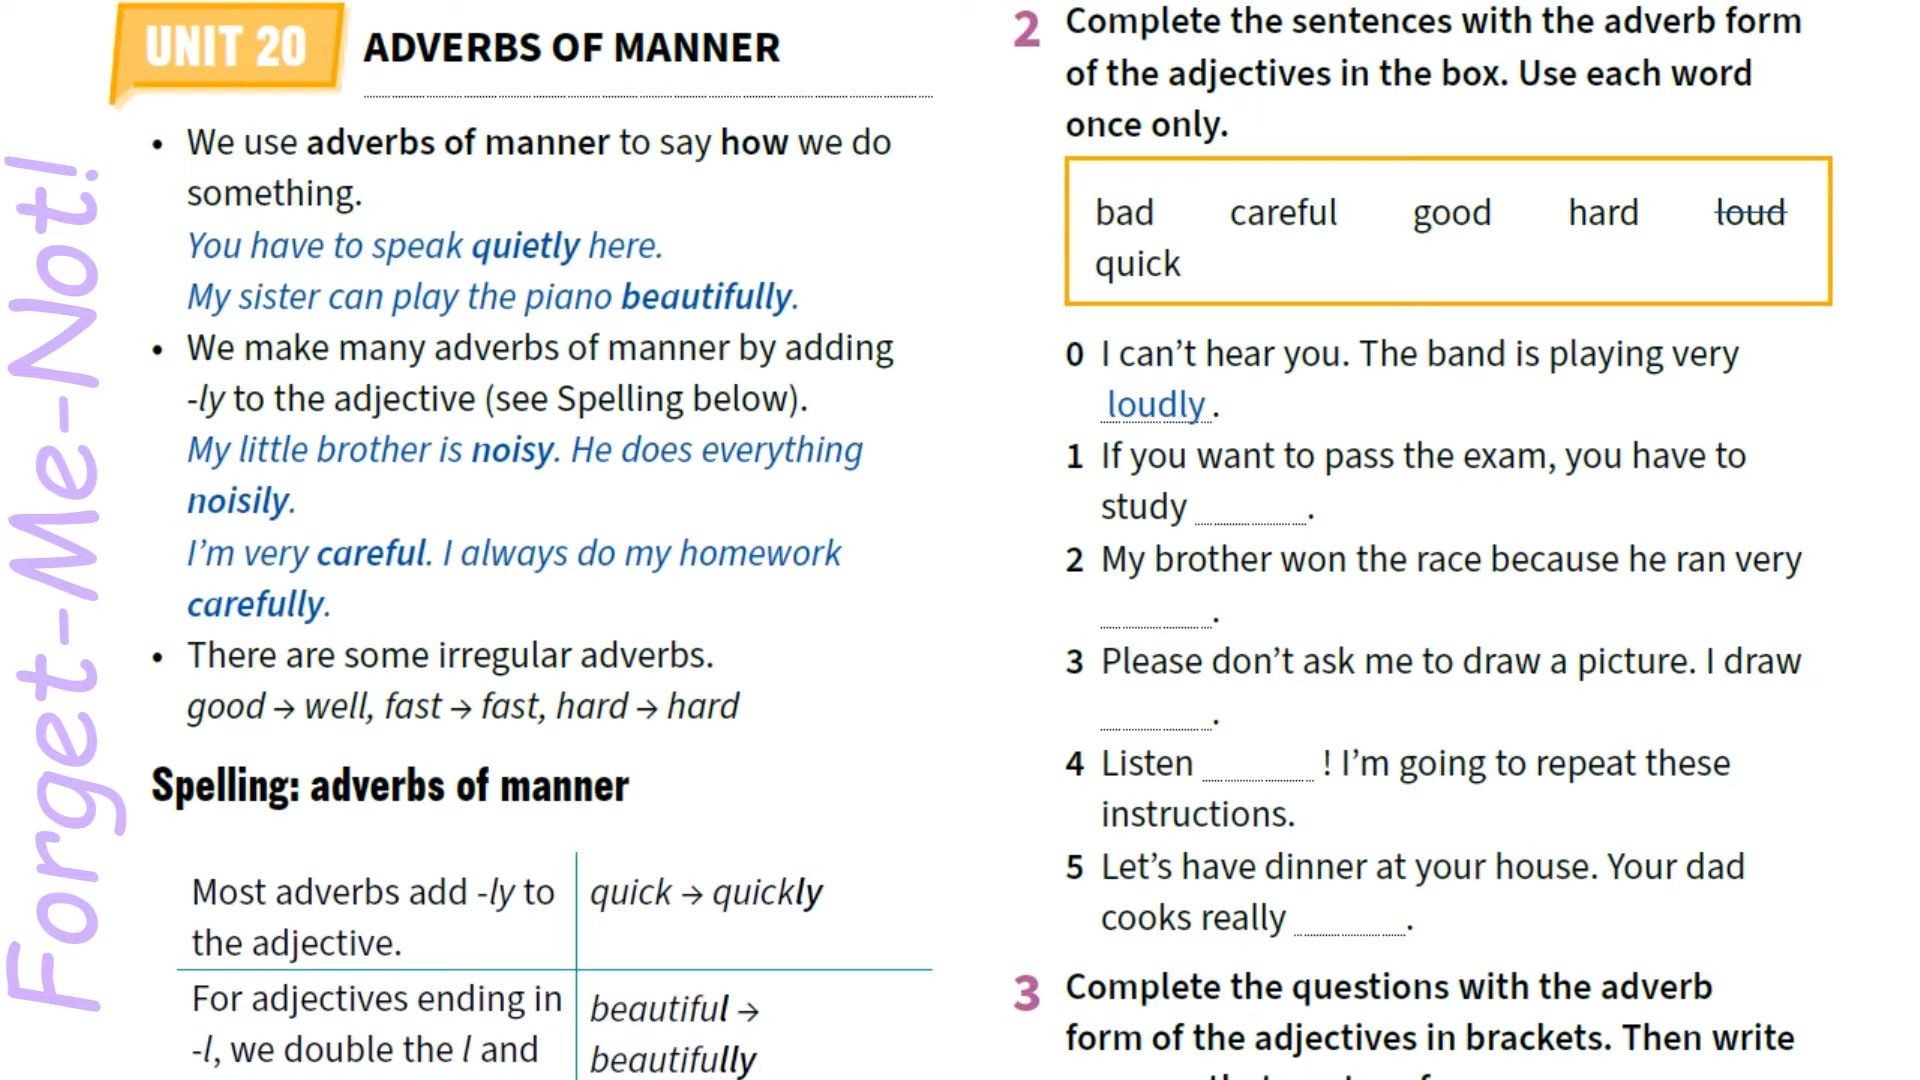 Forget-Me-Not!
UNIT 20
ADVERBS OF MANNER
• We use adverbs of manner to say how we do
something.
You have to speak quietly here.
My sister can play the piano beautifully.
• We make many adverbs of manner by adding
-ly to the adjective (see Spelling below).
My little brother is noisy. He does everything
noisily.
I'm very careful. I always do my homework
carefully.
• There are some irregular adverbs.
good → well, fast → fast, hard → hard
Spelling: adverbs of manner
Most adverbs add -ly to
the adjective.
quick → quickly
For adjectives ending in
-l, we double the l and
beautiful →
beautifully
2 Complete the sentences with the adverb form
of the adjectives in the box. Use each word
once only.
bad careful good hard loud
quick
0 I can't hear you. The band is playing very
loudly.
1 If you want to pass the exam, you have to
study ............ .
2 My brother won the race because he ran very
............ .
3 Please don't ask me to draw a picture. I draw
............ .
4 Listen ............ ! I'm going to repeat these
instructions.
5 Let's have dinner at your house. Your dad
cooks really ............ .
3 Complete the questions with the adverb
form of the adjectives in brackets. Then write